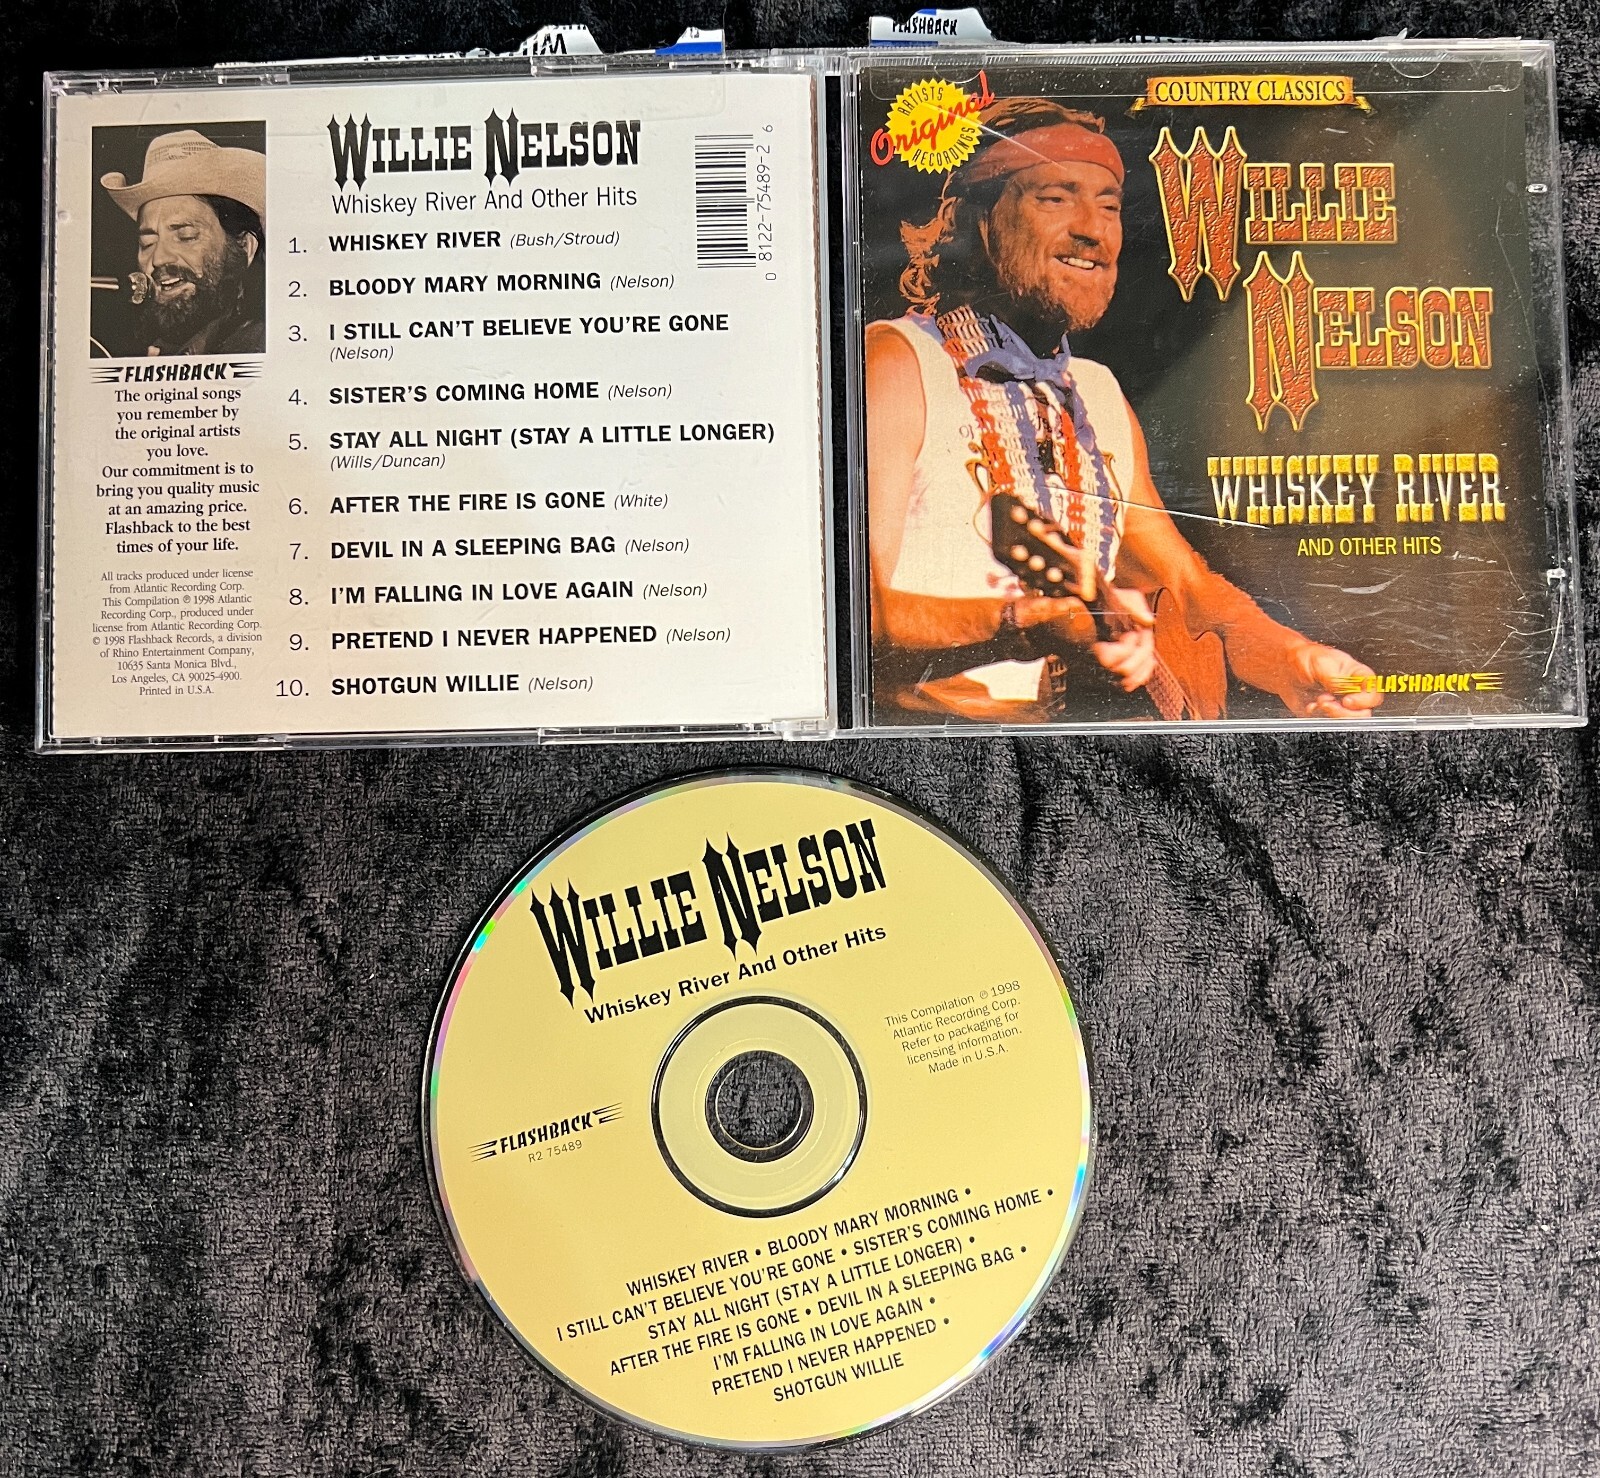 FLASHBACK
WILLIE NELSON
Whiskey River And Other Hits
1. WHISKEY RIVER (Bush/Stroud)
2. BLOODY MARY MORNING (Nelson)
3. I STILL CAN'T BELIEVE YOU'RE GONE
(Nelson)
4. SISTER'S COMING HOME (Nelson)
5. STAY ALL NIGHT (STAY A LITTLE LONGER)
(Wills/Duncan)
6. AFTER THE FIRE IS GONE (White)
7. DEVIL IN A SLEEPING BAG (Nelson)
8. I'M FALLING IN LOVE AGAIN (Nelson)
9. PRETEND I NEVER HAPPENED (Nelson)
10. SHOTGUN WILLIE (Nelson)
0 8122-75489-2 6
FLASHBACK
The original songs
you remember by
the original artists
you love.
Our commitment is to
bring you quality music
at an amazing price.
Flashback to the best
times of your life.
All tracks produced under license
from Atlantic Recording Corp.
This Compilation ℗ 1998 Atlantic
Recording Corp., produced under
license from Atlantic Recording Corp.
© 1998 Flashback Records, a division
of Rhino Entertainment Company,
10635 Santa Monica Blvd.,
Los Angeles, CA 90025-4900.
Printed in U.S.A.
ARTISTS
Original
RECORDINGS
COUNTRY CLASSICS
WILLIE
NELSON
WHISKEY RIVER
AND OTHER HITS
FLASHBACK
WILLIE NELSON
Whiskey River And Other Hits
This Compilation ℗ 1998
Atlantic Recording Corp.
Refer to packaging for
licensing information.
Made in U.S.A.
FLASHBACK
R2 75489
WHISKEY RIVER • BLOODY MARY MORNING •
I STILL CAN'T BELIEVE YOU'RE GONE • SISTER'S COMING HOME •
STAY ALL NIGHT (STAY A LITTLE LONGER) •
AFTER THE FIRE IS GONE • DEVIL IN A SLEEPING BAG •
I'M FALLING IN LOVE AGAIN •
PRETEND I NEVER HAPPENED •
SHOTGUN WILLIE